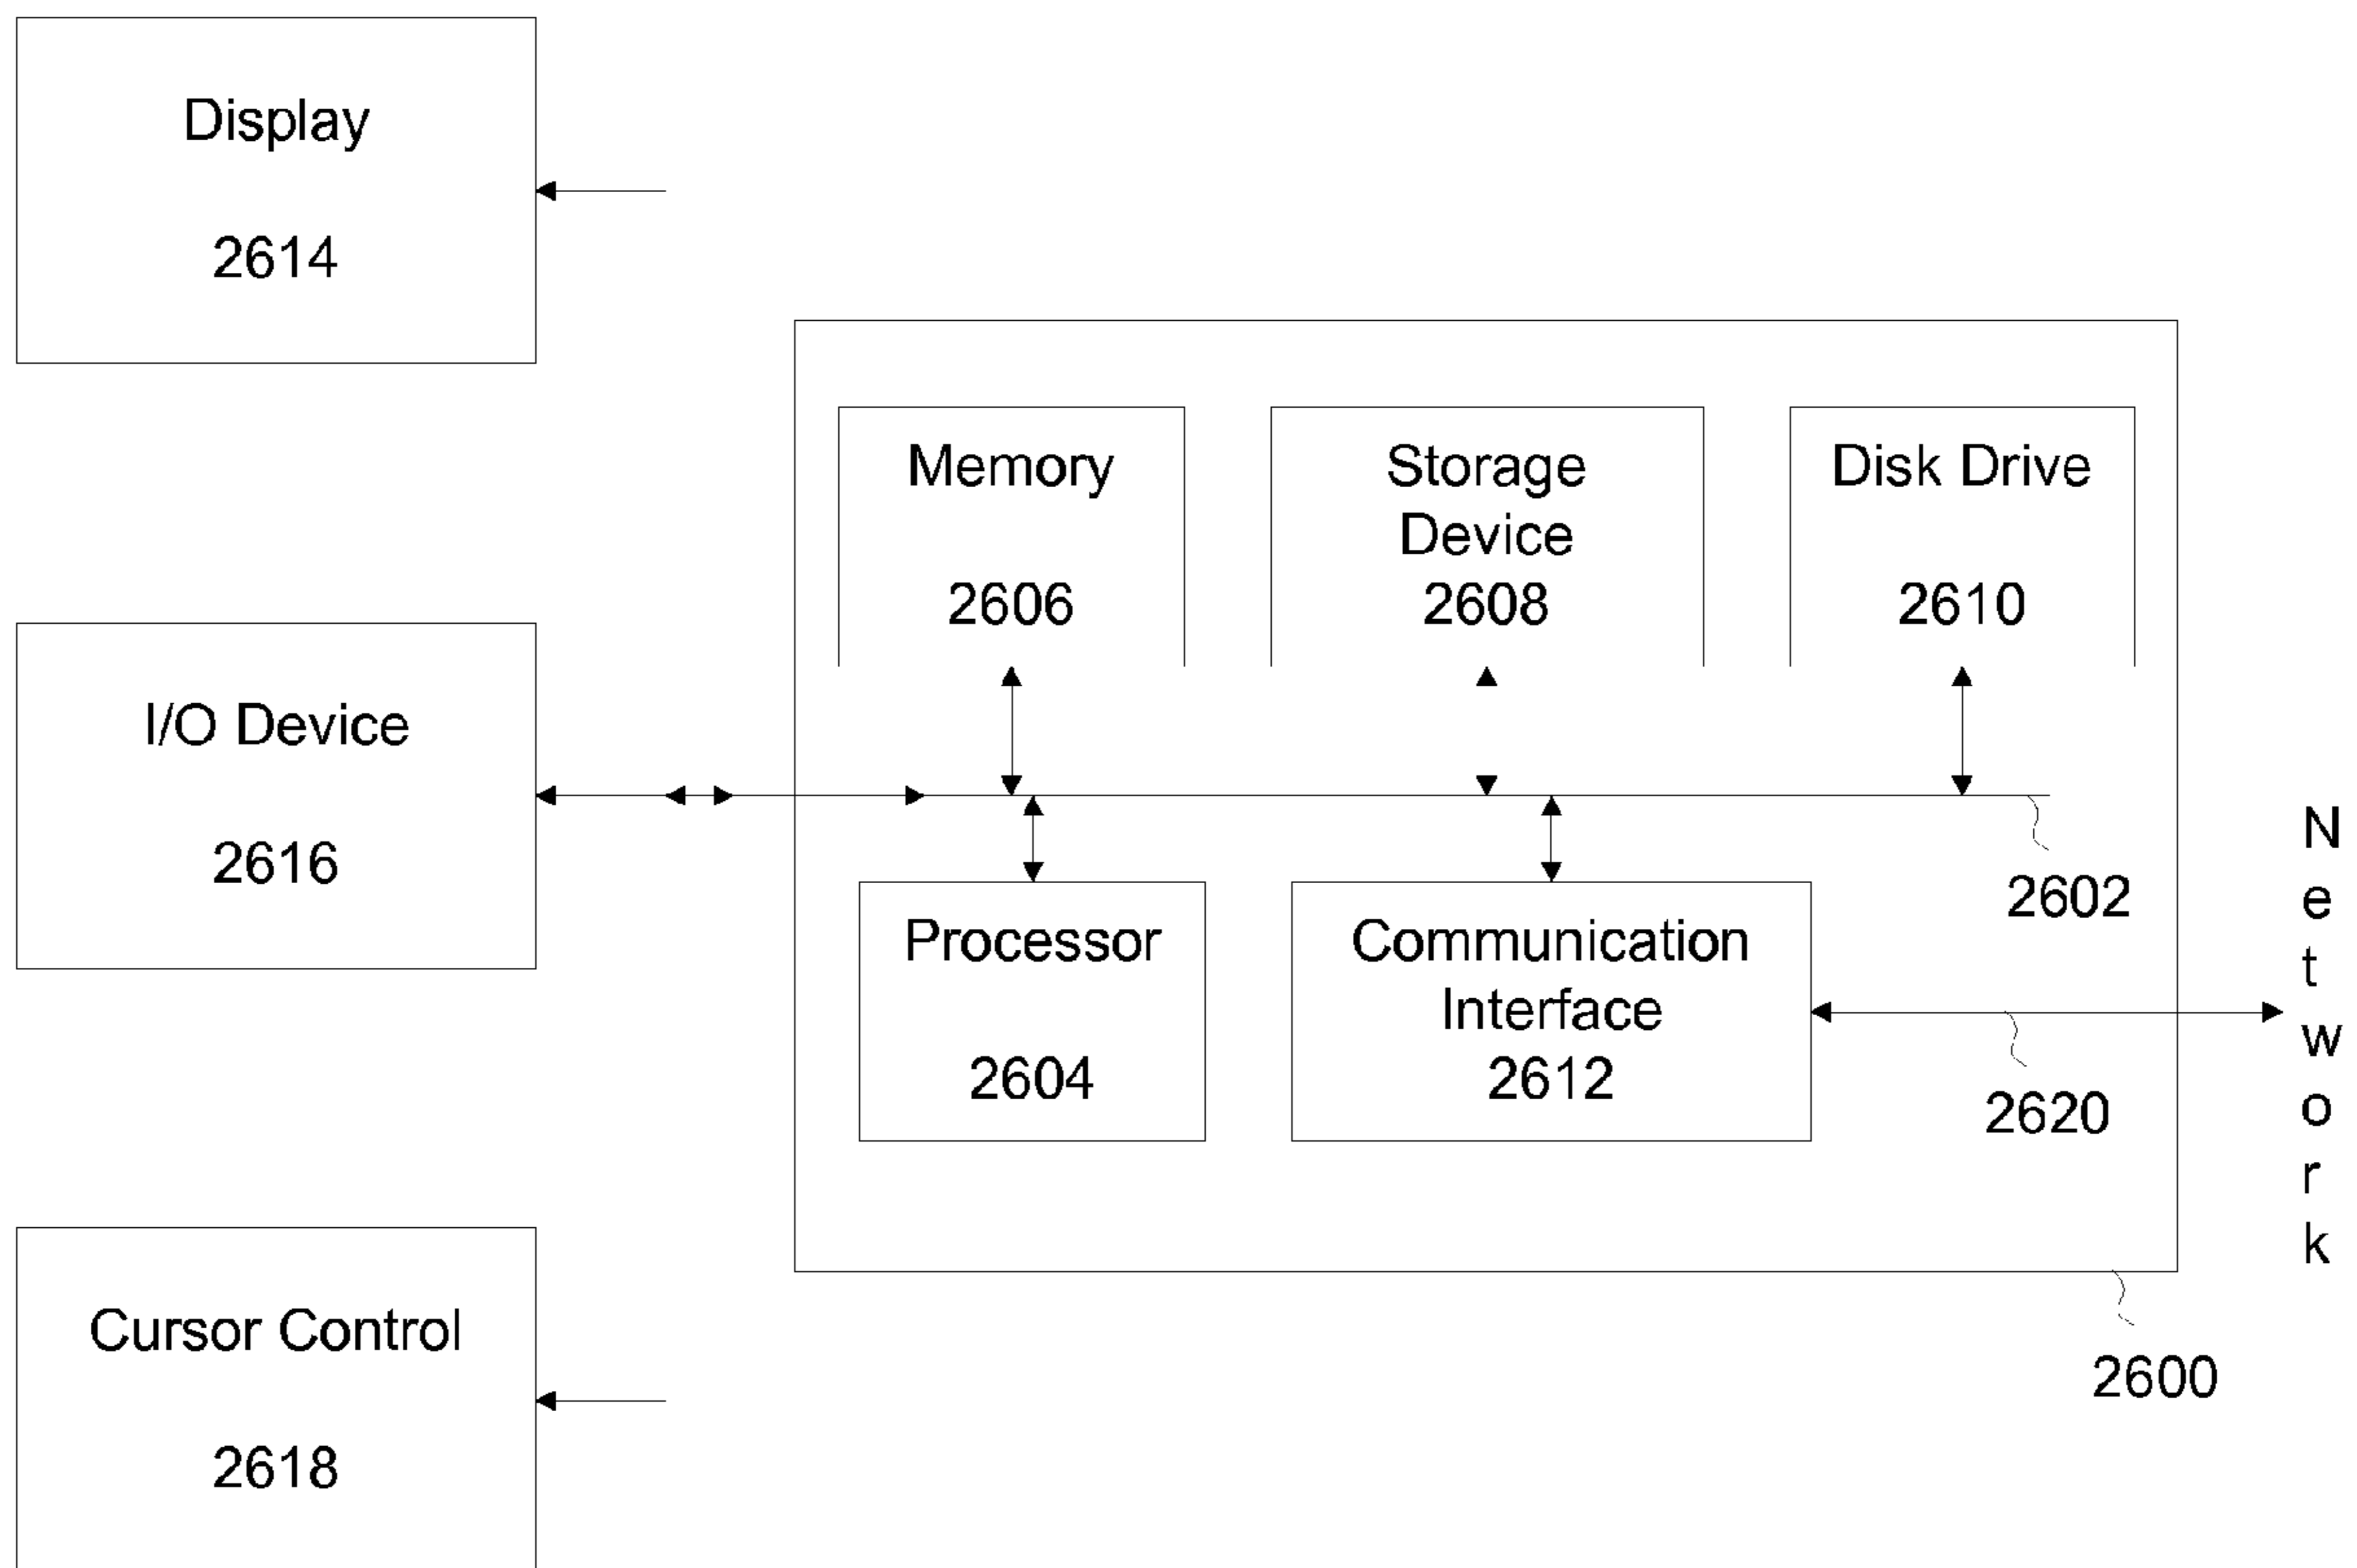 Display
2614
Memory
2606
Storage
Device
2608
Disk Drive
2610
I/O Device
2616
Processor
2604
Communication
Interface
2612
2602
2620
Network
2600
Cursor Control
2618